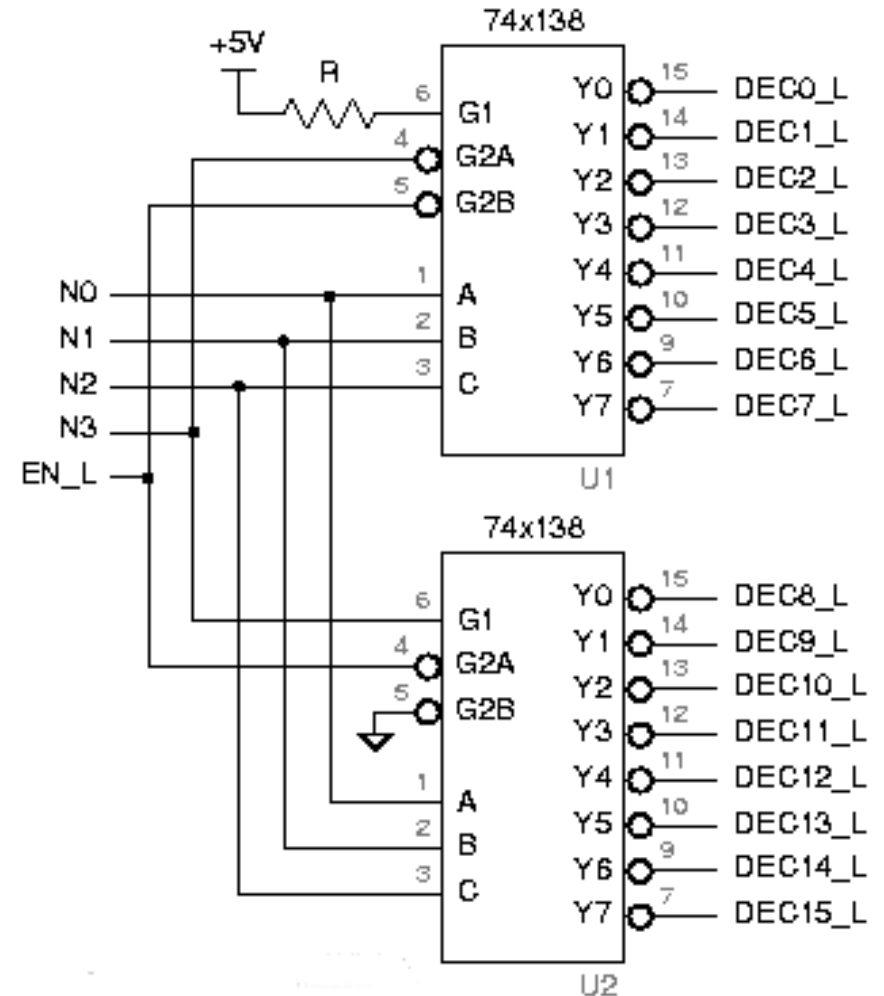 74x138
+5V
R
6 G1
4 G2A
5 G2B
N0 1 A
N1 2 B
N2 3 C
N3
EN_L
Y0 15 DEC0_L
Y1 14 DEC1_L
Y2 13 DEC2_L
Y3 12 DEC3_L
Y4 11 DEC4_L
Y5 10 DEC5_L
Y6 9 DEC6_L
Y7 7 DEC7_L
U1
74x138
6 G1
4 G2A
5 G2B
1 A
2 B
3 C
Y0 15 DEC8_L
Y1 14 DEC9_L
Y2 13 DEC10_L
Y3 12 DEC11_L
Y4 11 DEC12_L
Y5 10 DEC13_L
Y6 9 DEC14_L
Y7 7 DEC15_L
U2